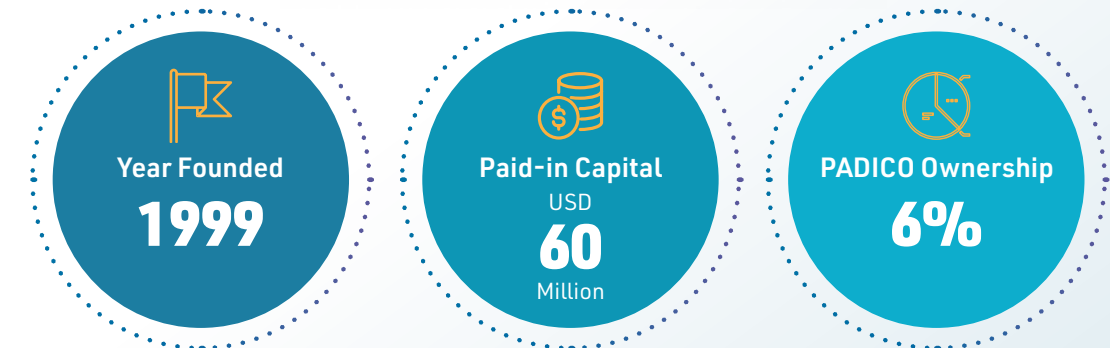 Year Founded
1999
Paid-in Capital
USD
60
Million
PADICO Ownership
6%